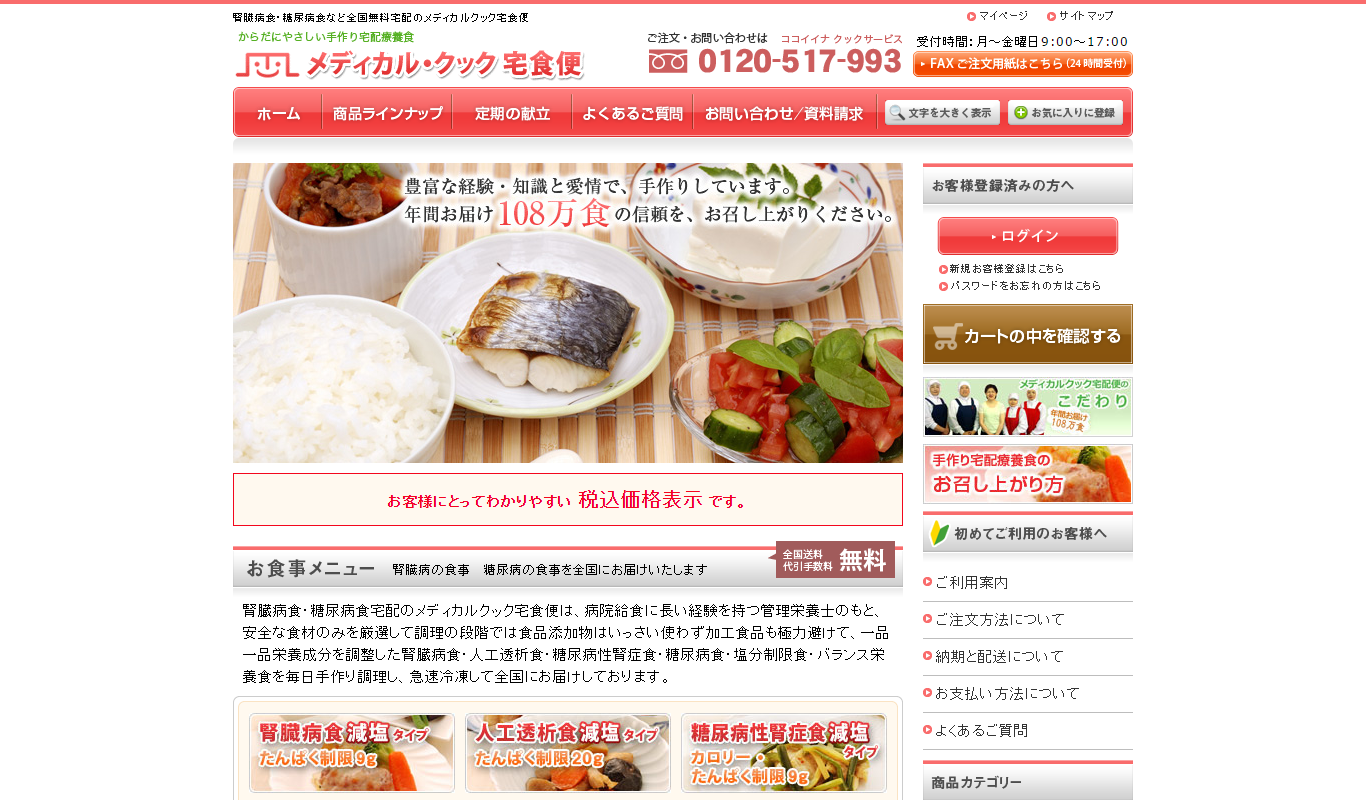 腎臓病食・糖尿病食など全国無料宅配のメディカルクック宅食便
マイページ
サイトマップ
からだにやさしい手作り宅配療養食
メディカル・クック 宅食便
ご注文・お問い合わせは ココイイナ クックサービス
0120-517-993
受付時間:月～金曜日9:00～17:00
FAXご注文用紙はこちら(24時間受付)
ホーム
商品ラインナップ
定期の献立
よくあるご質問
お問い合わせ/資料請求
文字を大きく表示
お気に入りに登録
豊富な経験・知識と愛情で、手作りしています。
年間お届け108万食の信頼を、お召し上がりください。
お客様にとってわかりやすい 税込価格表示 です。
お食事メニュー 腎臓病の食事 糖尿病の食事を全国にお届けいたします
全国送料
代引手数料
無料
腎臓病食・糖尿病食宅配のメディカルクック宅食便は、病院給食に長い経験を持つ管理栄養士のもと、
安全な食材のみを厳選して調理の段階では食品添加物はいっさい使わず加工食品も極力避けて、一品
一品栄養成分を調整した腎臓病食・人工透析食・糖尿病性腎症食・糖尿病食・塩分制限食・バランス栄
養食を毎日手作り調理し、急速冷凍して全国にお届けしております。
腎臓病食 減塩タイプ
たんぱく制限9g
人工透析食 減塩タイプ
たんぱく制限20g
糖尿病性腎症食 減塩
タイプ
カロリー・
たんぱく制限9g
お客様登録済みの方へ
ログイン
新規お客様登録はこちら
パスワードをお忘れの方はこちら
カートの中を確認する
メディカルクック宅配便の
こだわり
年間お届け
108万食
手作り宅配療養食の
お召し上がり方
初めてご利用のお客様へ
ご利用案内
ご注文方法について
納期と配送について
お支払い方法について
よくあるご質問
商品カテゴリー